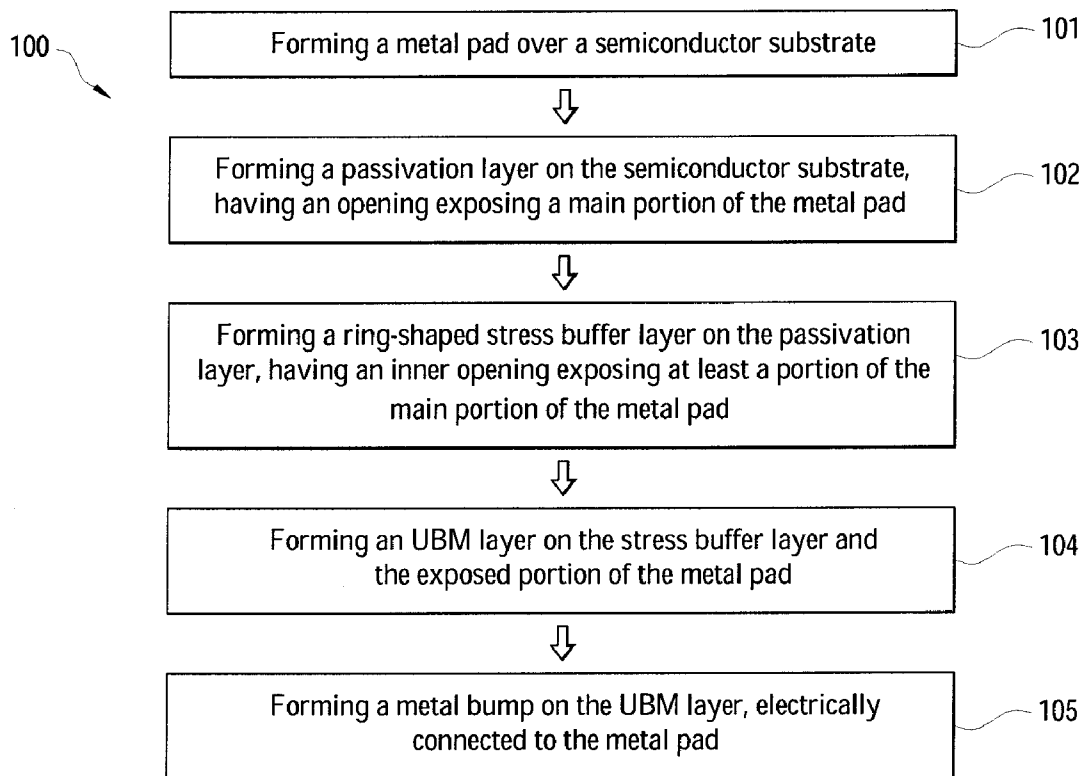 100
Forming a metal pad over a semiconductor substrate
101
Forming a passivation layer on the semiconductor substrate,
having an opening exposing a main portion of the metal pad
102
Forming a ring-shaped stress buffer layer on the passivation
layer, having an inner opening exposing at least a portion of the
main portion of the metal pad
103
Forming an UBM layer on the stress buffer layer and
the exposed portion of the metal pad
104
Forming a metal bump on the UBM layer, electrically
connected to the metal pad
105